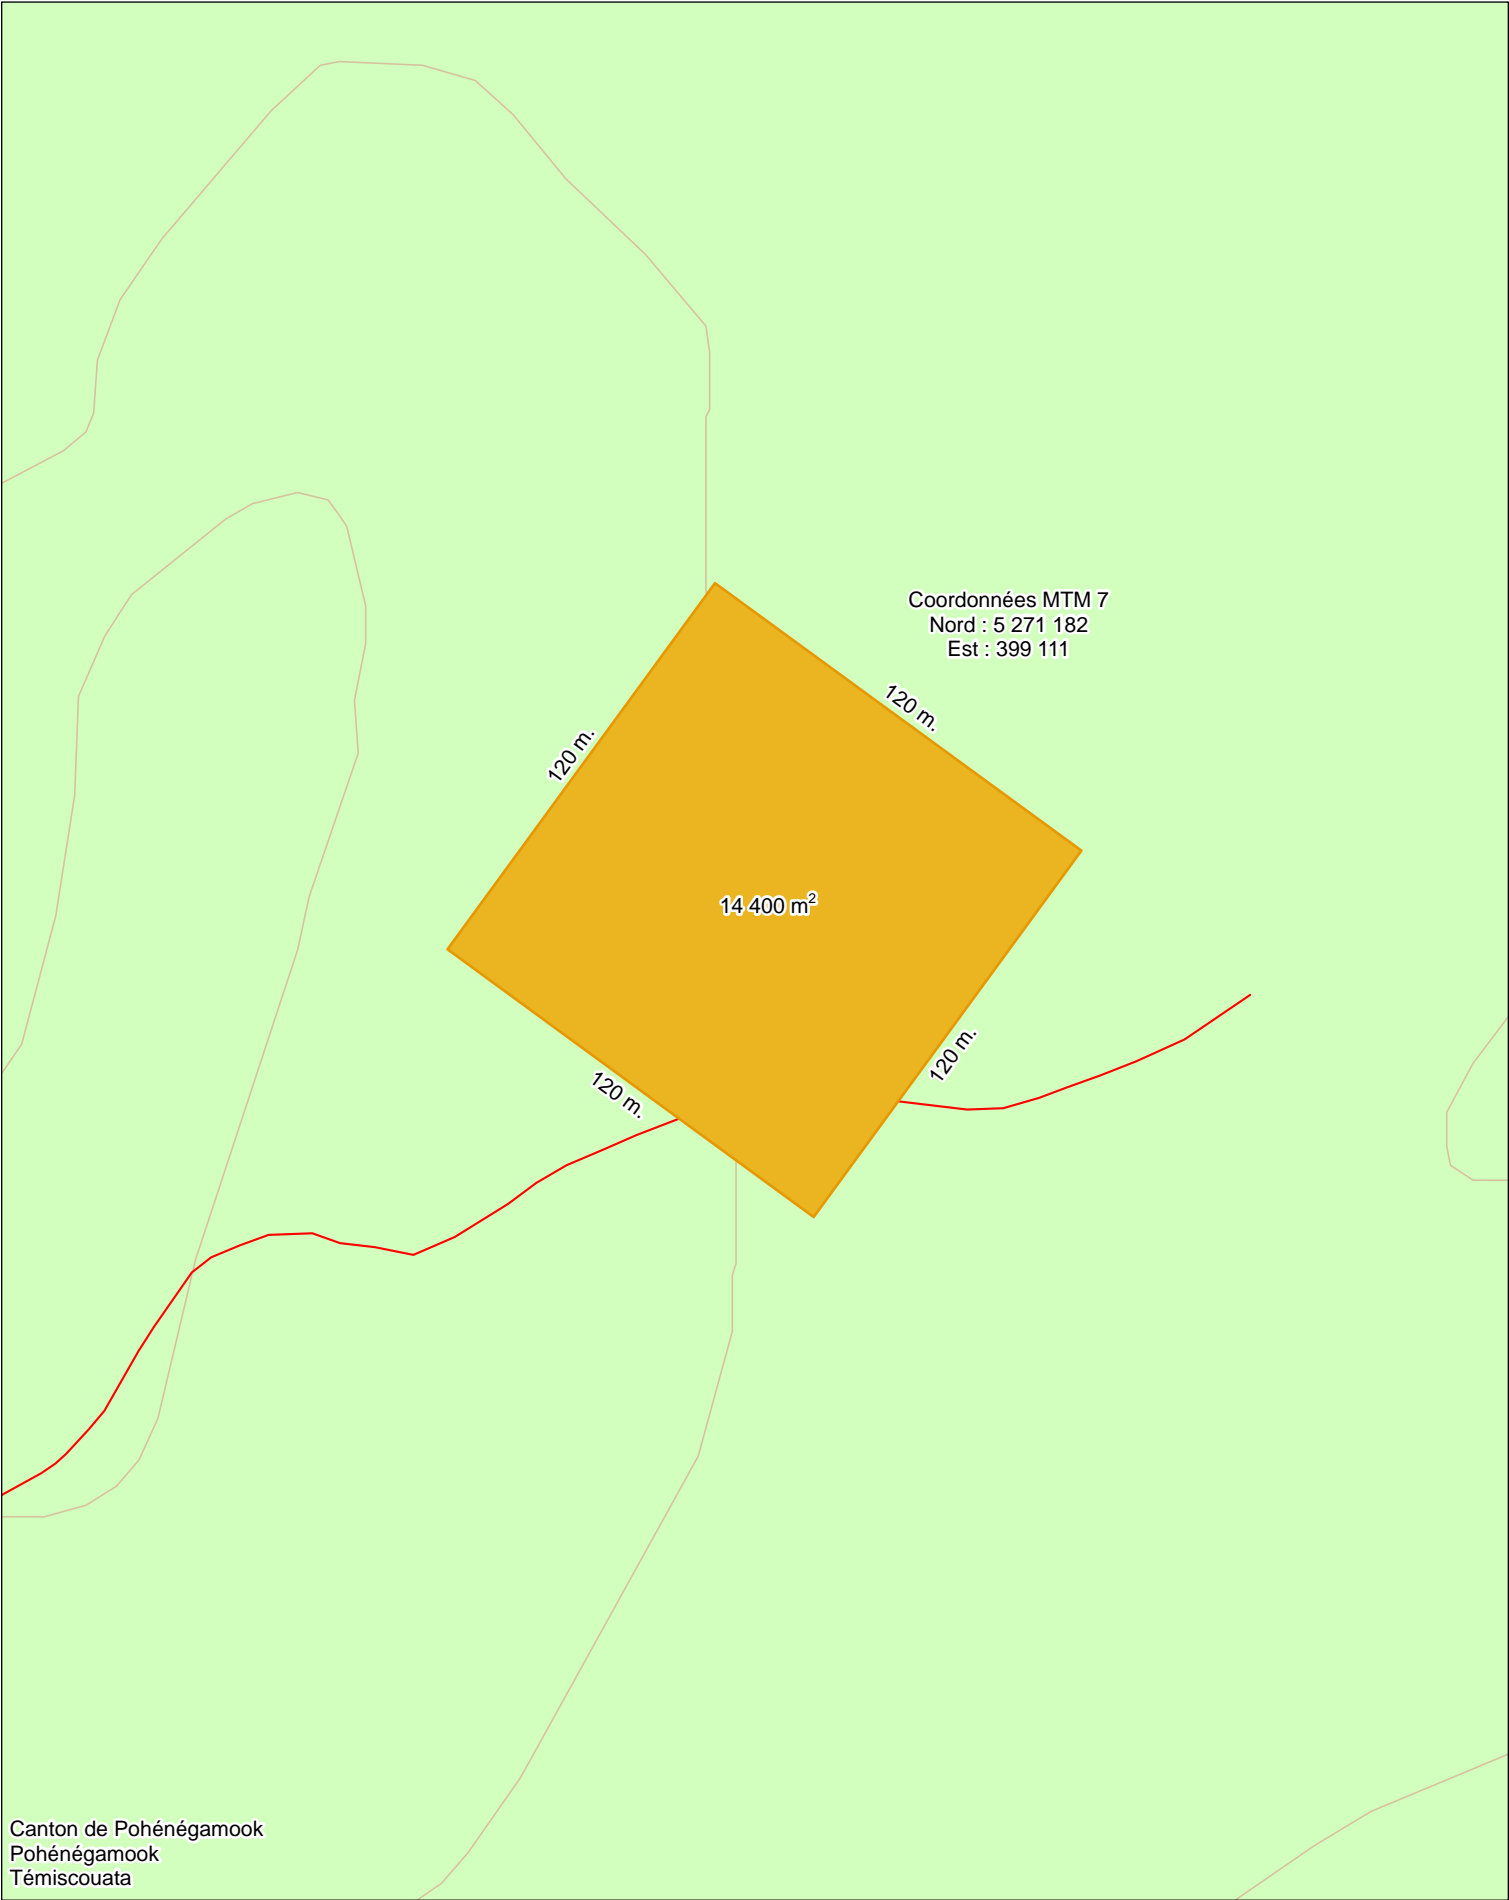 Coordonnées MTM 7
Nord : 5 271 182
Est : 399 111
120 m.
120 m.
14 400 m²
120 m.
120 m.
Canton de Pohénégamook
Pohénégamook
Témiscouata